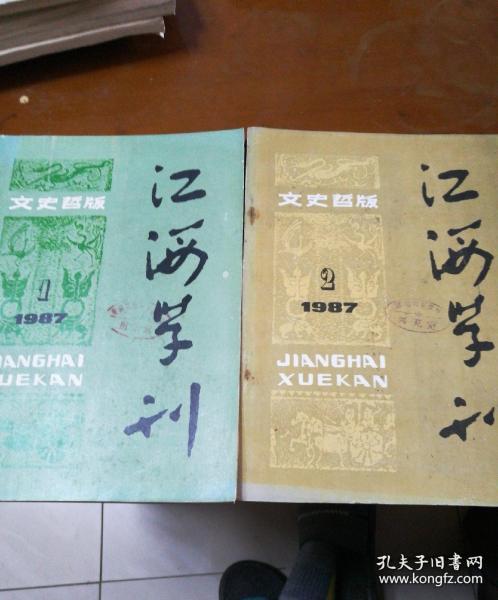 文史哲版
1
1987
JIANGHAI
XUEKAN
江海学刊
文史哲版
2
1987
JIANGHAI
XUEKAN
江海学刊
孔夫子旧书网
www.kongfz.com